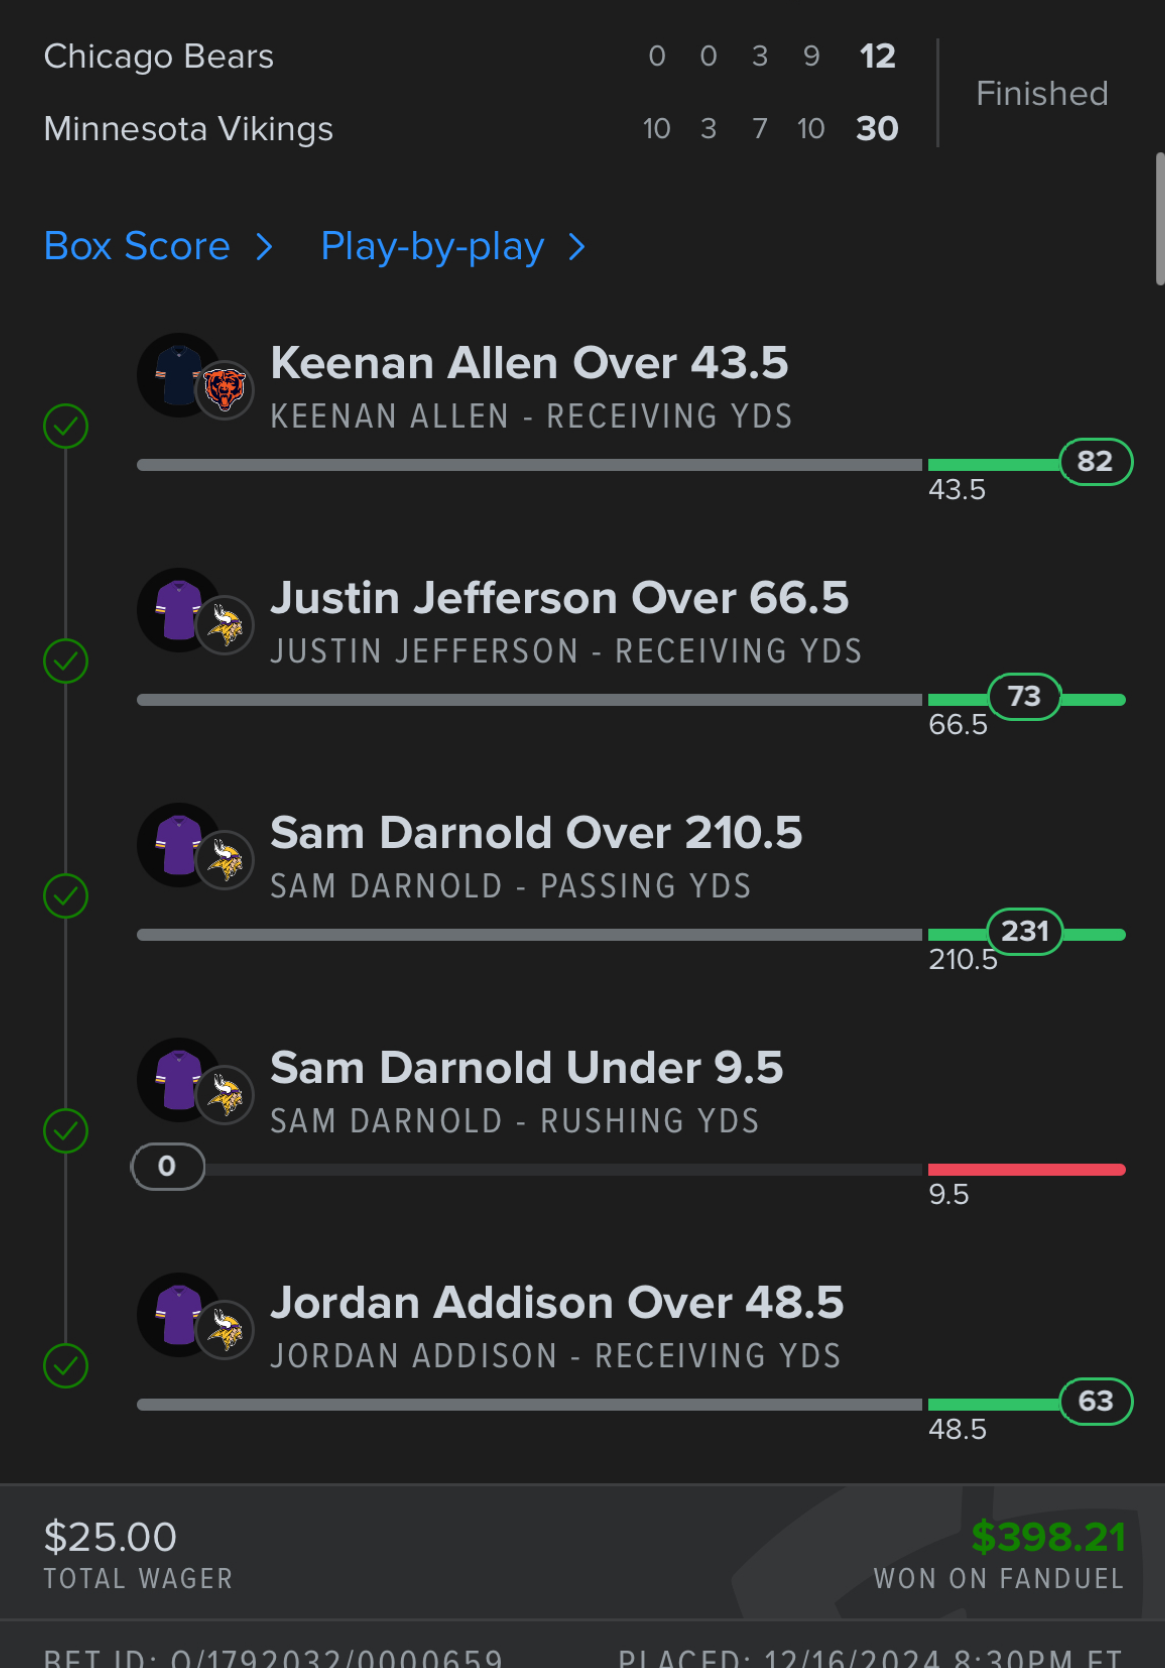 Chicago Bears 0 0 3 9 12
Finished
Minnesota Vikings 10 3 7 10 30
Box Score > Play-by-play >
Keenan Allen Over 43.5
KEENAN ALLEN - RECEIVING YDS
82
43.5
Justin Jefferson Over 66.5
JUSTIN JEFFERSON - RECEIVING YDS
73
66.5
Sam Darnold Over 210.5
SAM DARNOLD - PASSING YDS
231
210.5
Sam Darnold Under 9.5
SAM DARNOLD - RUSHING YDS
0
9.5
Jordan Addison Over 48.5
JORDAN ADDISON - RECEIVING YDS
63
48.5
$25.00 $398.21
TOTAL WAGER WON ON FANDUEL
BET ID: O/1792032/0000659 PLACED: 12/16/2024 8:30PM ET